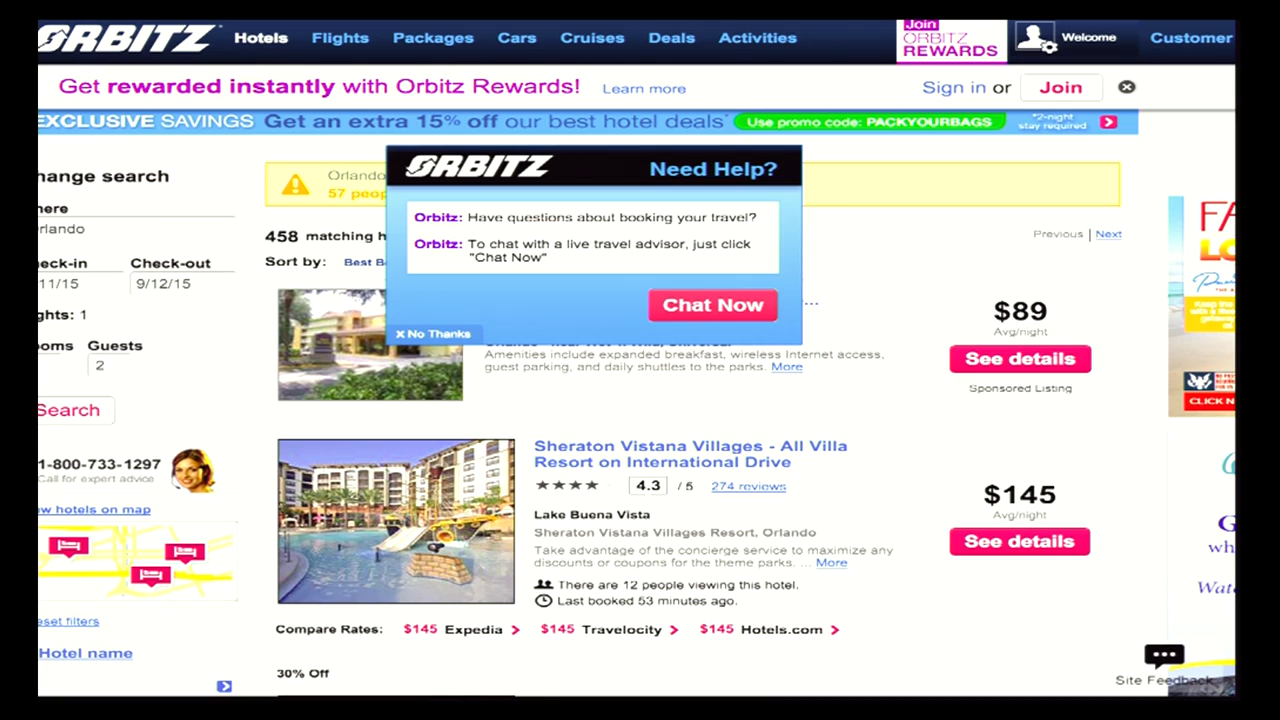 ORBITZ
Hotels Flights Packages Cars Cruises Deals Activities
Join
ORBITZ
REWARDS
Welcome
Customer
Get rewarded instantly with Orbitz Rewards! Learn more
Sign in or Join
EXCLUSIVE SAVINGS Get an extra 15% off our best hotel deals*
Use promo code: PACKYOURBAGS
*2-night
stay required
hange search
here
rlando
eck-in Check-out
11/15 9/12/15
ghts: 1
oms Guests
2
Search
1-800-733-1297
Call for expert advice
ew hotels on map
eset filters
Hotel name
Orlando
57 peop
458 matching h
Previous | Next
Sort by: Best B
ORBITZ Need Help?
Orbitz: Have questions about booking your travel?
Orbitz: To chat with a live travel advisor, just click
"Chat Now"
Chat Now
X No Thanks
...
Amenities include expanded breakfast, wireless Internet access,
guest parking, and daily shuttles to the parks. More
$89
Avg/night
See details
Sponsored Listing
Sheraton Vistana Villages - All Villa
Resort on International Drive
4.3 / 5 274 reviews
Lake Buena Vista
Sheraton Vistana Villages Resort, Orlando
Take advantage of the concierge service to maximize any
discounts or coupons for the theme parks. ... More
There are 12 people viewing this hotel.
Last booked 53 minutes ago.
$145
Avg/night
See details
Compare Rates: $145 Expedia $145 Travelocity $145 Hotels.com
30% Off
FA
LO
CLICK N
G
wh
Wat
Site Feedback